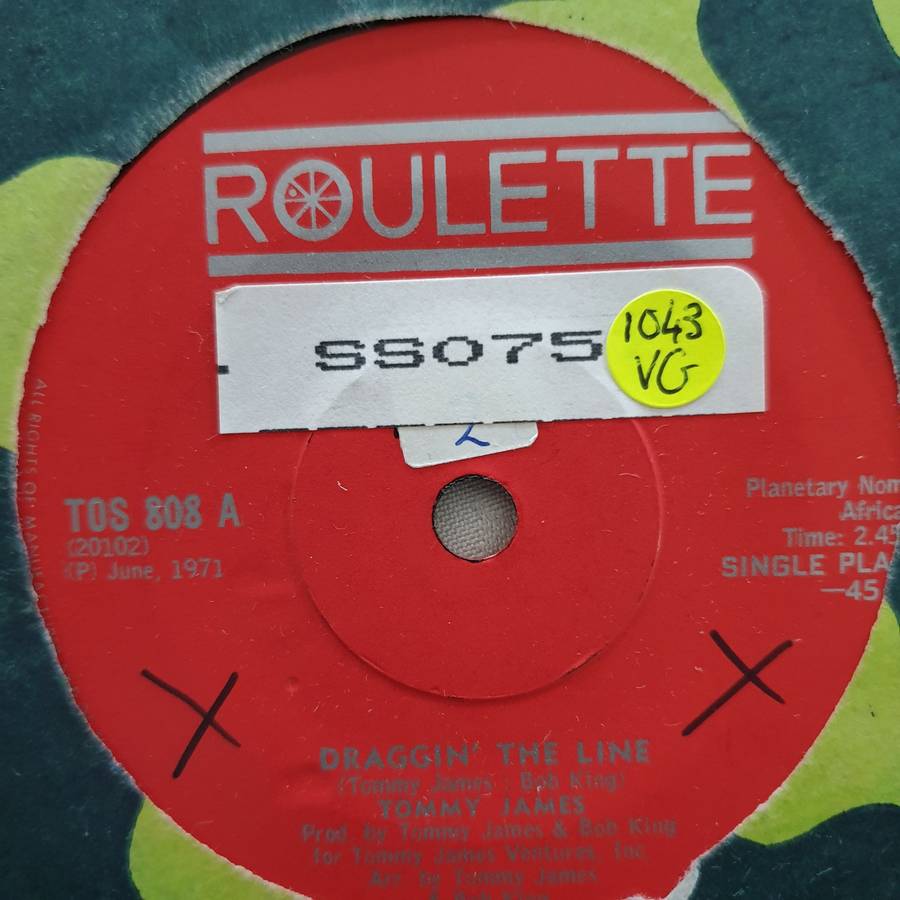 ROULETTE
SS075
1043
VG
2
TOS 808 A
(20102)
(P) June, 1971
Planetary Nom
Africa
Time: 2.45
SINGLE PLA
—45
ALL RIGHTS OF
DRAGGIN' THE LINE
(Tommy James : Bob King)
TOMMY JAMES
Prod. by Tommy James & Bob King
for Tommy James Ventures, Inc.
Arr. by Tommy James
& Bob King